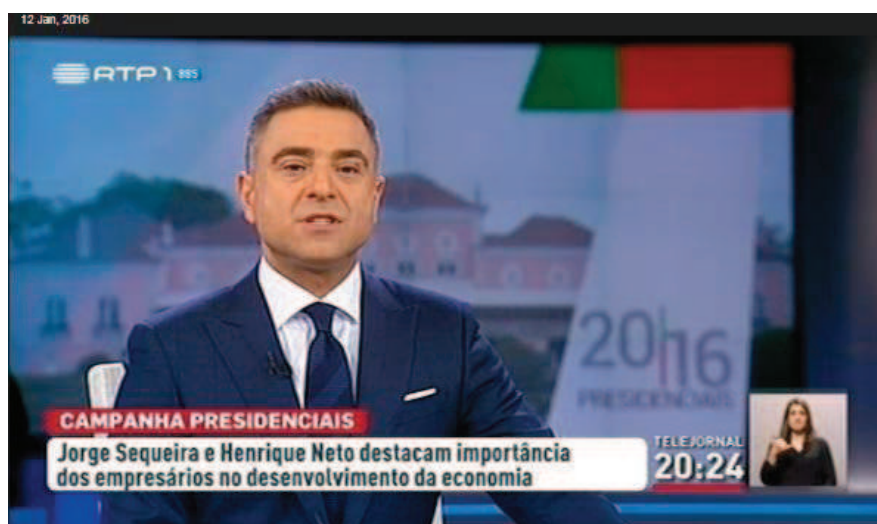 12 Jan, 2016
RTP 1 885
2016
PRESIDENCIAIS
CAMPANHA PRESIDENCIAIS
Jorge Sequeira e Henrique Neto destacam importância
dos empresários no desenvolvimento da economia
TELEJORNAL
20:24